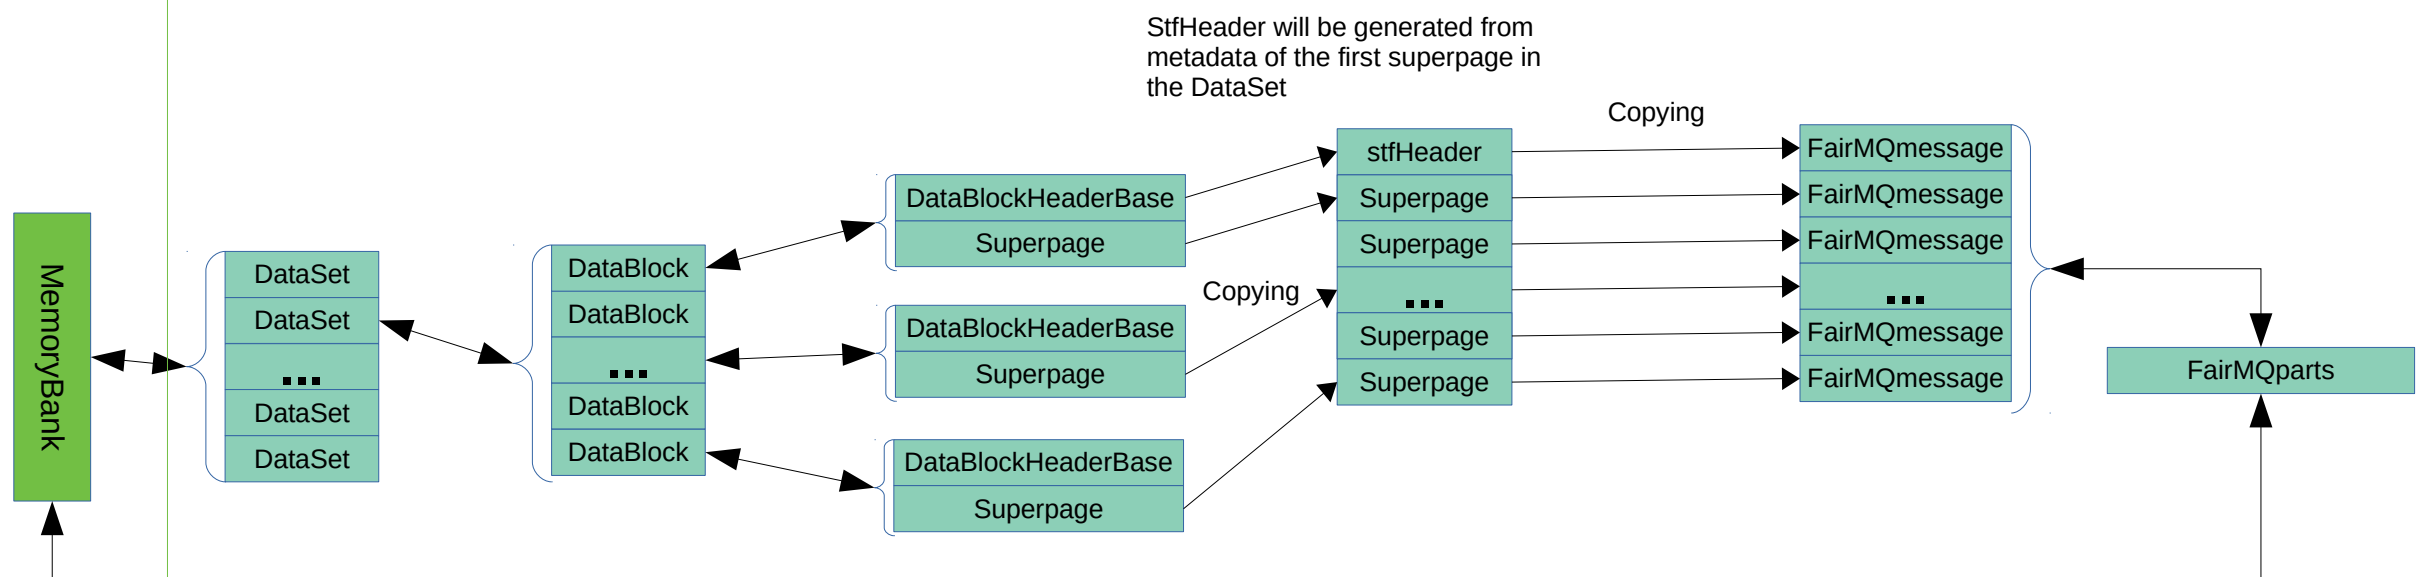 StfHeader will be generated from
metadata of the first superpage in
the DataSet
MemoryBank
DataSet
DataSet
...
DataSet
DataSet
DataBlock
DataBlock
...
DataBlock
DataBlock
DataBlockHeaderBase
Superpage
DataBlockHeaderBase
Superpage
DataBlockHeaderBase
Superpage
Copying
stfHeader
Superpage
Superpage
...
Superpage
Superpage
Copying
FairMQmessage
FairMQmessage
FairMQmessage
...
FairMQmessage
FairMQmessage
FairMQparts